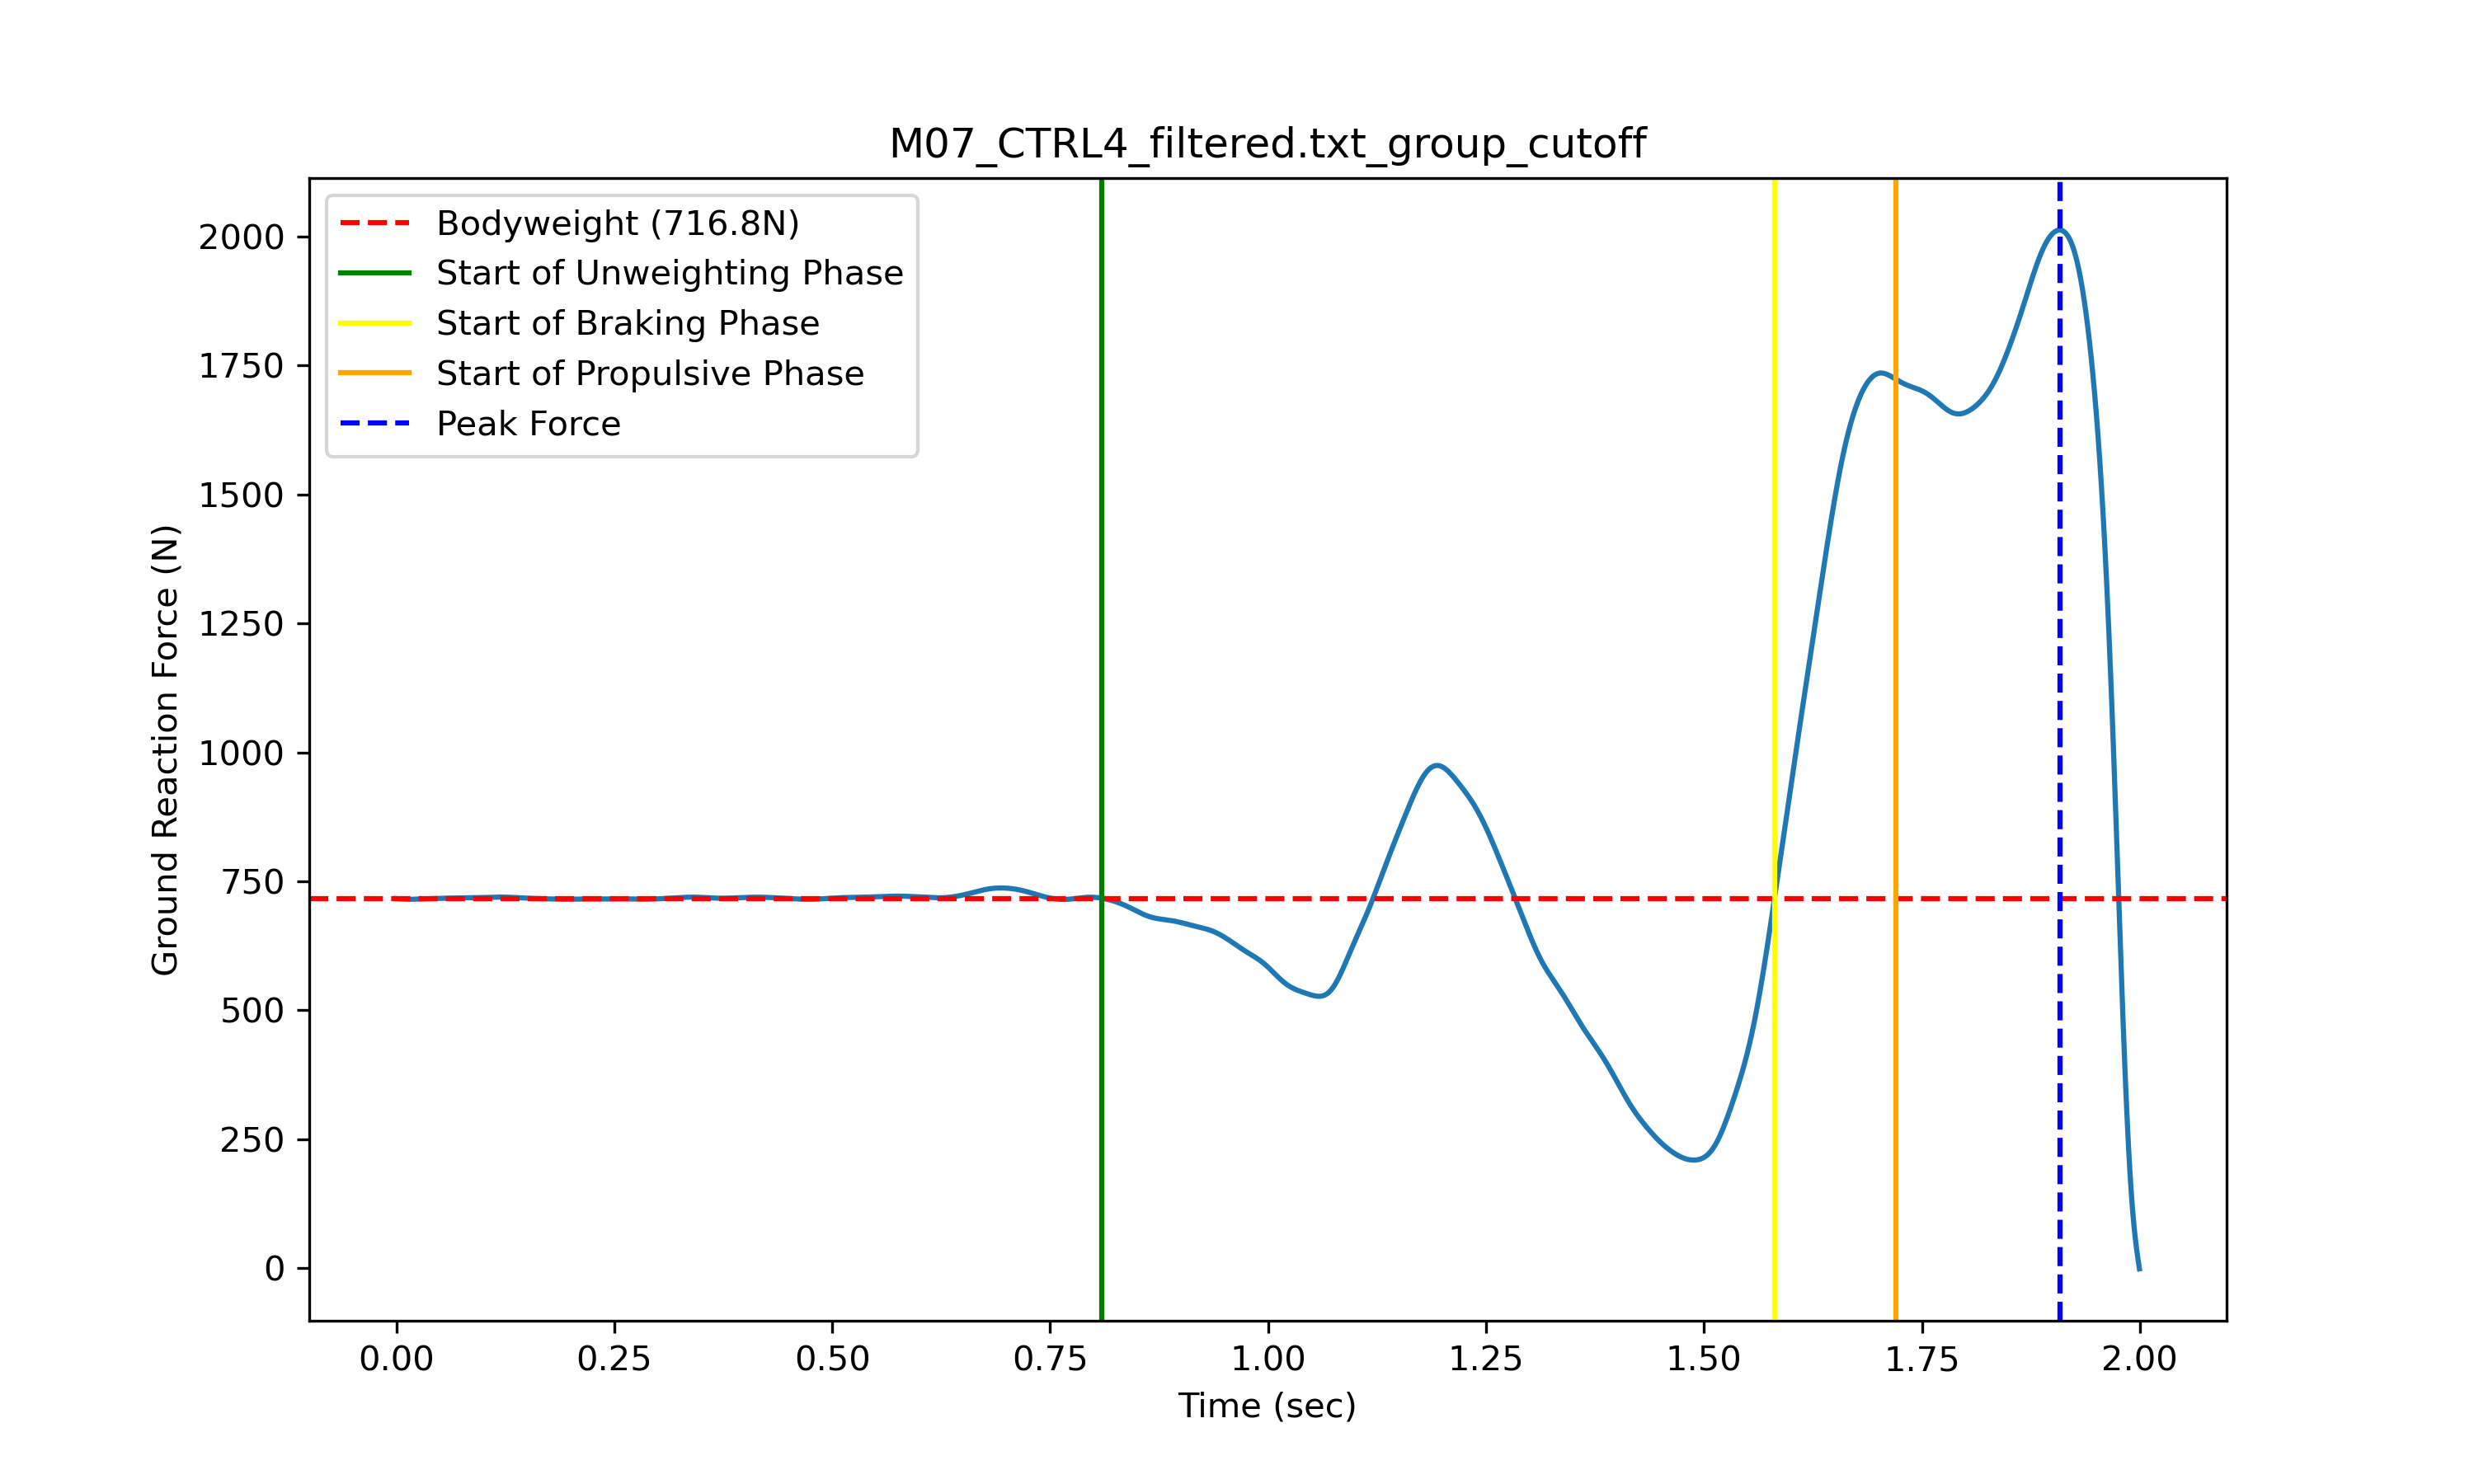 M07_CTRL4_filtered.txt_group_cutoff
Bodyweight (716.8N)
Start of Unweighting Phase
Start of Braking Phase
Start of Propulsive Phase
Peak Force
Ground Reaction Force (N)
2000
1750
1500
1250
1000
750
500
250
0
0.00 0.25 0.50 0.75 1.00 1.25 1.50 1.75 2.00
Time (sec)